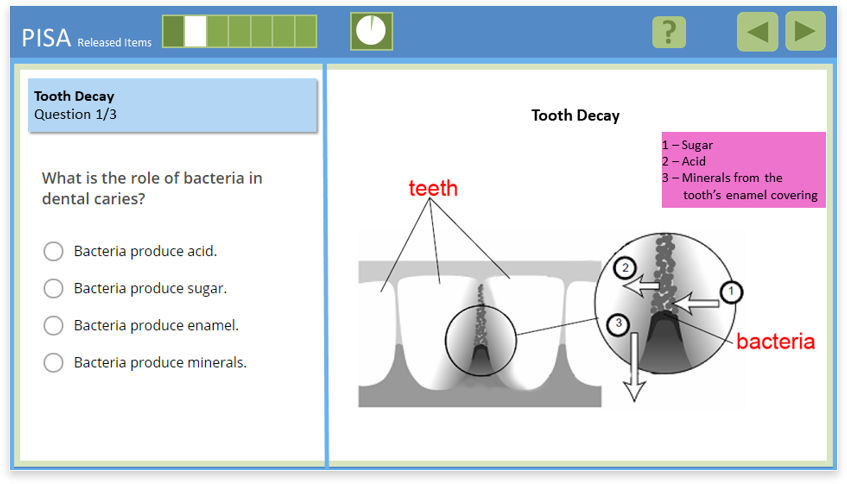 PISA Released Items
?
Tooth Decay
Question 1/3
What is the role of bacteria in
dental caries?
Bacteria produce acid.
Bacteria produce sugar.
Bacteria produce enamel.
Bacteria produce minerals.
Tooth Decay
1 – Sugar
2 – Acid
3 – Minerals from the
tooth's enamel covering
teeth
2
1
3
bacteria